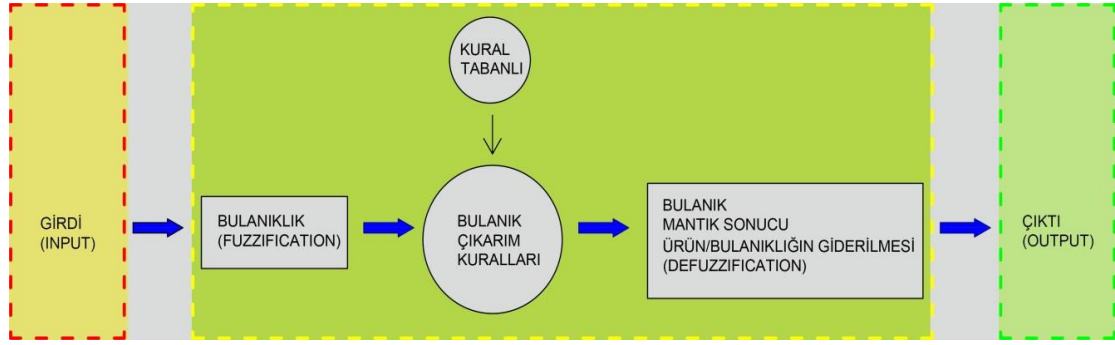 GİRDİ
(INPUT)
BULANIKLIK
(FUZZIFICATION)
KURAL
TABANLI
BULANIK
ÇIKARIM
KURALLARI
BULANIK
MANTIK SONUCU
ÜRÜN/BULANIKLIĞIN GİDERİLMESİ
(DEFUZZIFICATION)
ÇIKTI
(OUTPUT)